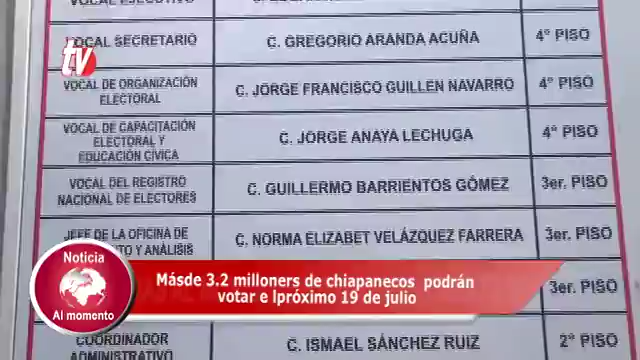 VOCAL EJECUTIVO
VOCAL SECRETARIO
C. GREGORIO ARANDA ACUÑA
4° PISO
tv
VOCAL DE ORGANIZACIÓN
ELECTORAL
C. JORGE FRANCISCO GUILLEN NAVARRO
4° PISO
VOCAL DE CAPACITACIÓN
ELECTORAL Y
EDUCACIÓN CÍVICA
C. JORGE ANAYA LECHUGA
4° PISO
VOCAL DEL REGISTRO
NACIONAL DE ELECTORES
C. GUILLERMO BARRIENTOS GÓMEZ
3er. PISO
JEFE DE LA OFICINA DE
Y ANÁLISIS
C. NORMA ELIZABET VELÁZQUEZ FARRERA
3er. PISO
Noticia
Al momento
Másde 3.2 milloners de chiapanecos podrán
votar e lpróximo 19 de julio
3er. PISO
COORDINADOR
ADMINISTRATIVO
C. ISMAEL SÁNCHEZ RUIZ
2° PISO